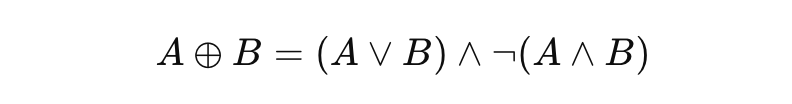 A ⊕ B = (A ∨ B) ∧ ¬(A ∧ B)